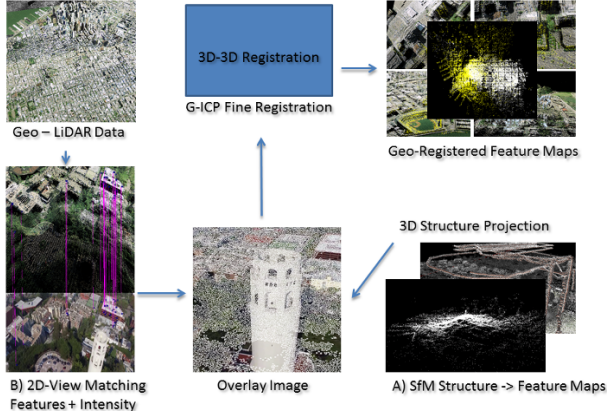 3D-3D Registration
G-ICP Fine Registration
Geo – LiDAR Data
Geo-Registered Feature Maps
3D Structure Projection
B) 2D-View Matching
Features + Intensity
Overlay Image
A) SfM Structure -> Feature Maps